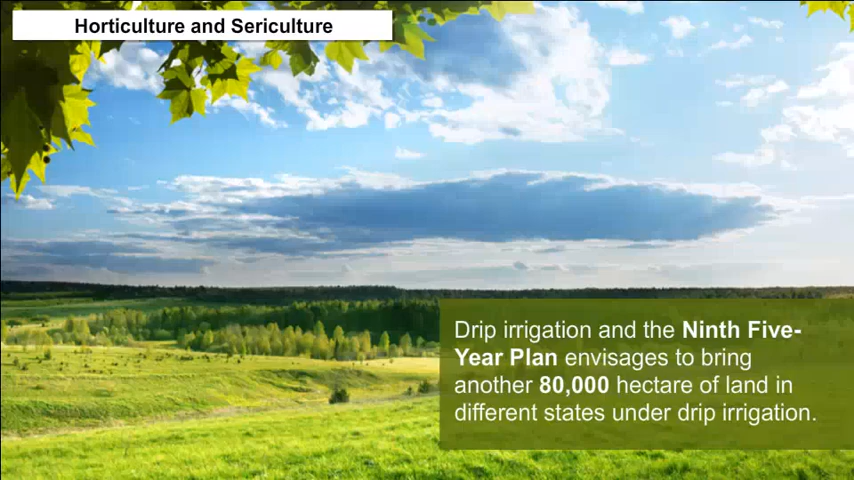 Horticulture and Sericulture
Drip irrigation and the Ninth Five-
Year Plan envisages to bring
another 80,000 hectare of land in
different states under drip irrigation.